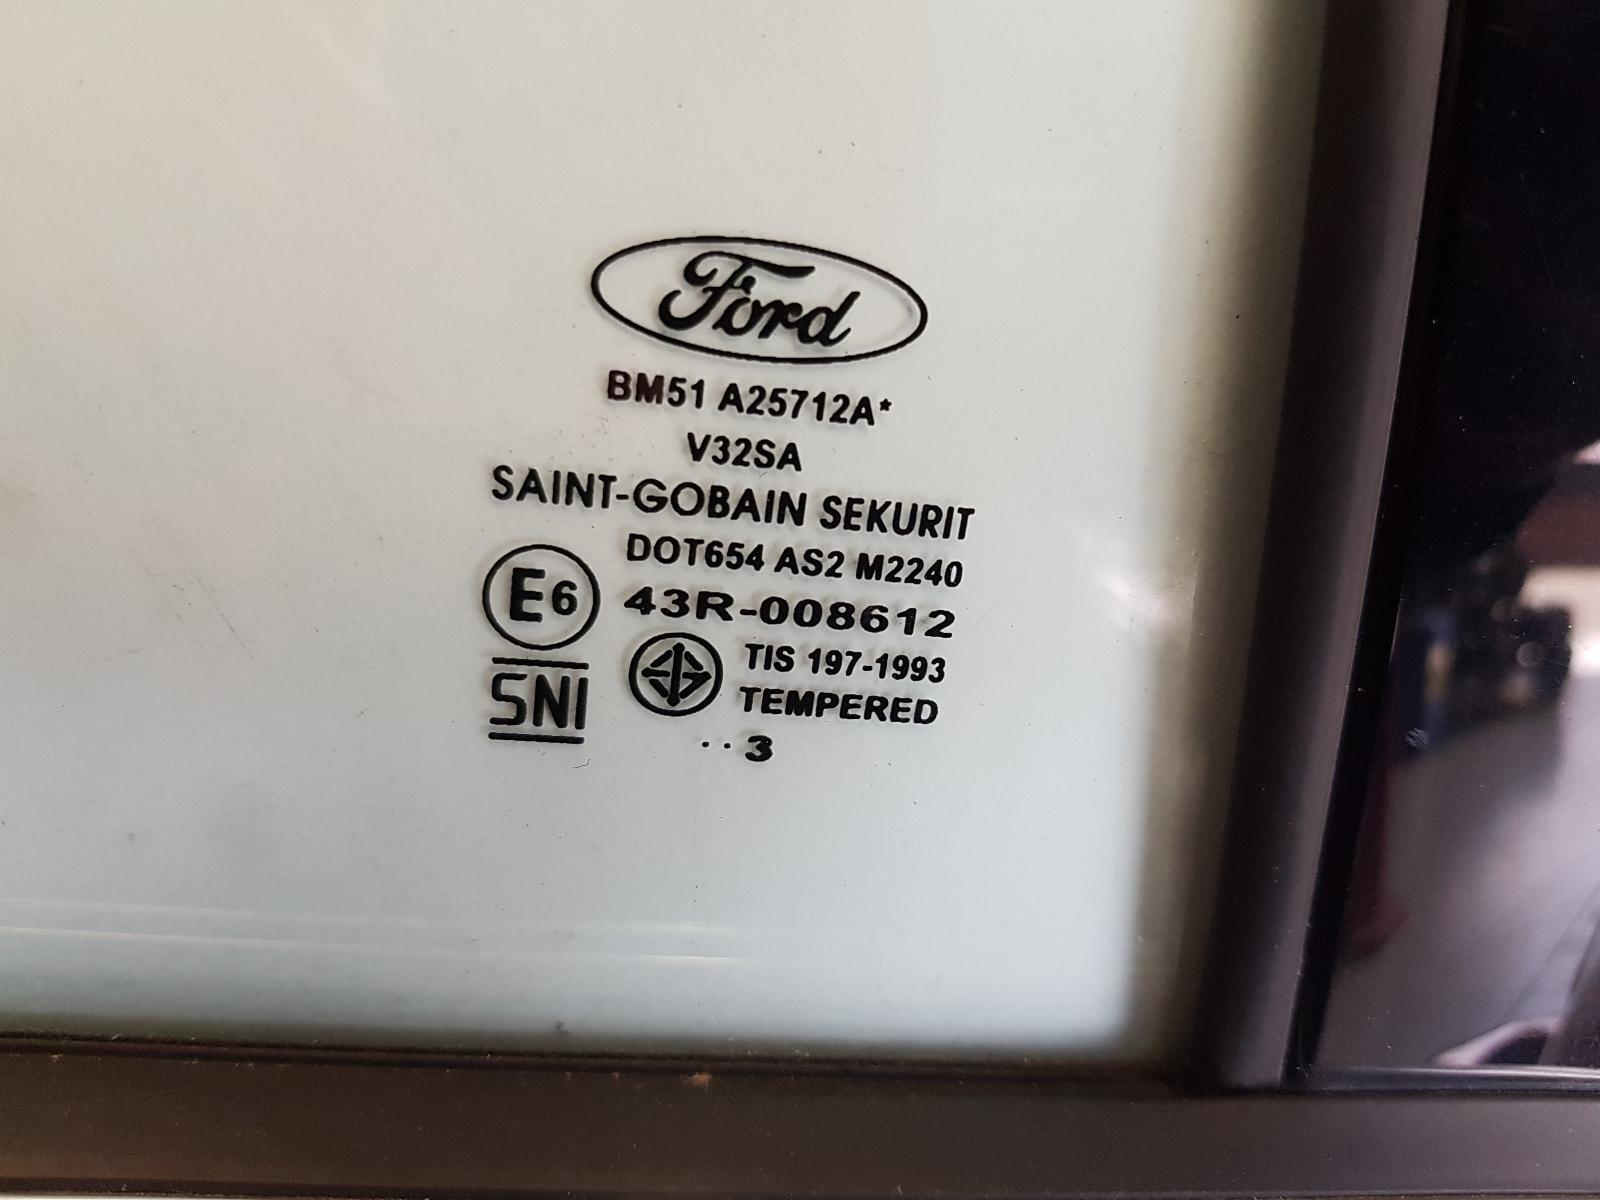 Ford
BM51 A25712A*
V32SA
SAINT-GOBAIN SEKURIT
DOT654 AS2 M2240
E6 43R-008612
SNI TIS 197-1993
TEMPERED
..3